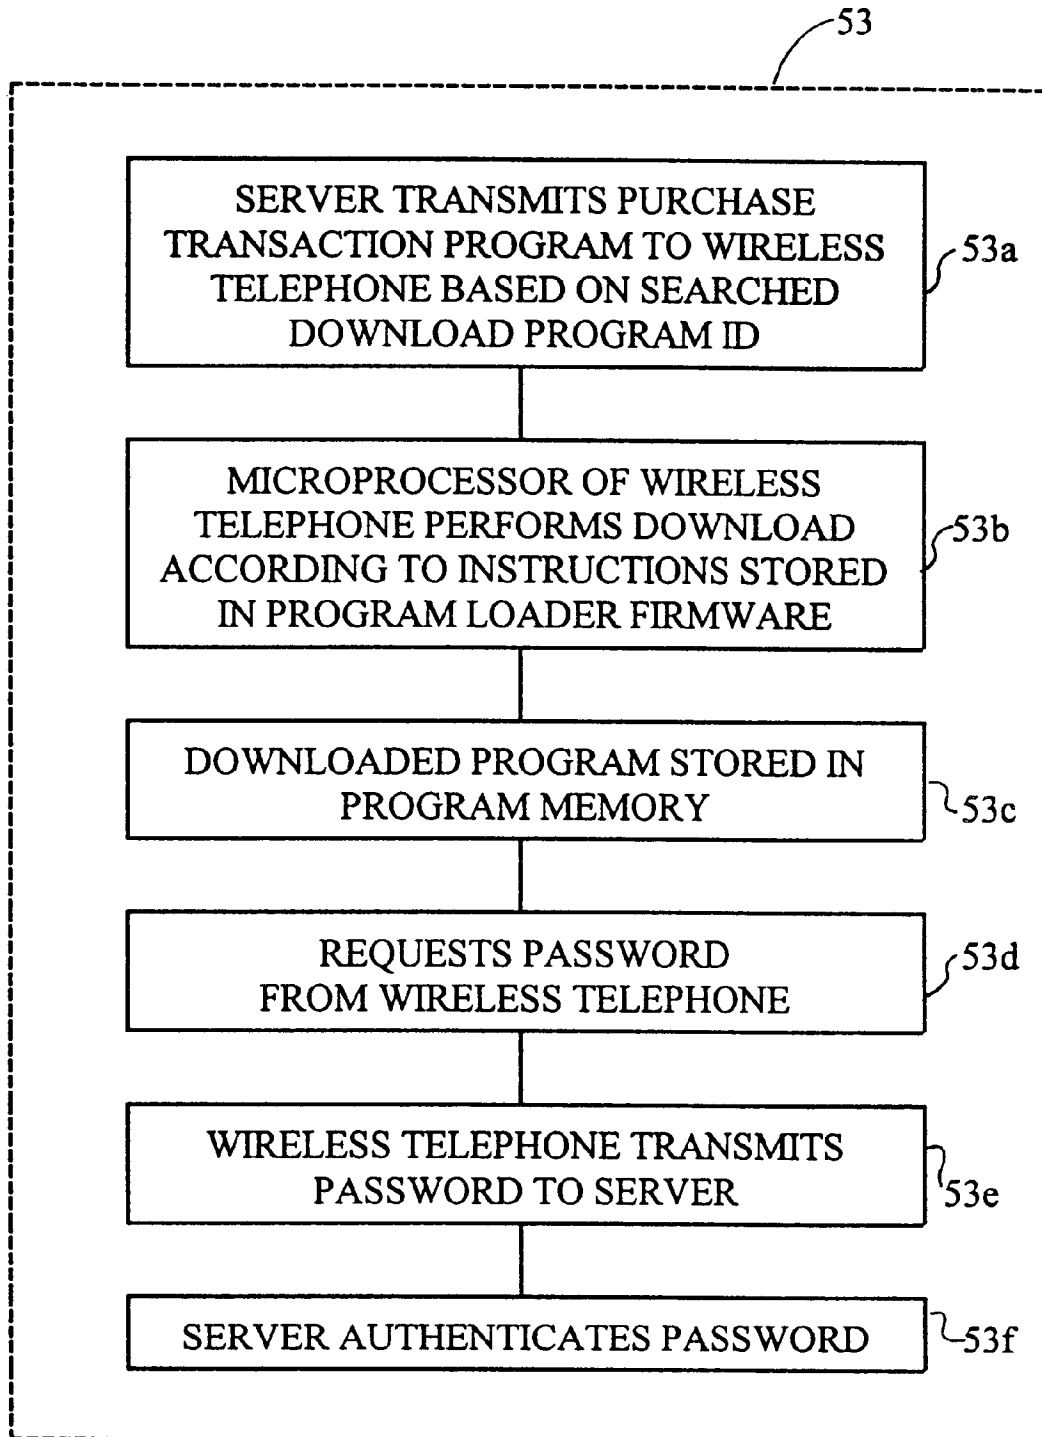 53
SERVER TRANSMITS PURCHASE
TRANSACTION PROGRAM TO WIRELESS
TELEPHONE BASED ON SEARCHED
DOWNLOAD PROGRAM ID
53a
MICROPROCESSOR OF WIRELESS
TELEPHONE PERFORMS DOWNLOAD
ACCORDING TO INSTRUCTIONS STORED
IN PROGRAM LOADER FIRMWARE
53b
DOWNLOADED PROGRAM STORED IN
PROGRAM MEMORY
53c
REQUESTS PASSWORD
FROM WIRELESS TELEPHONE
53d
WIRELESS TELEPHONE TRANSMITS
PASSWORD TO SERVER
53e
SERVER AUTHENTICATES PASSWORD
53f